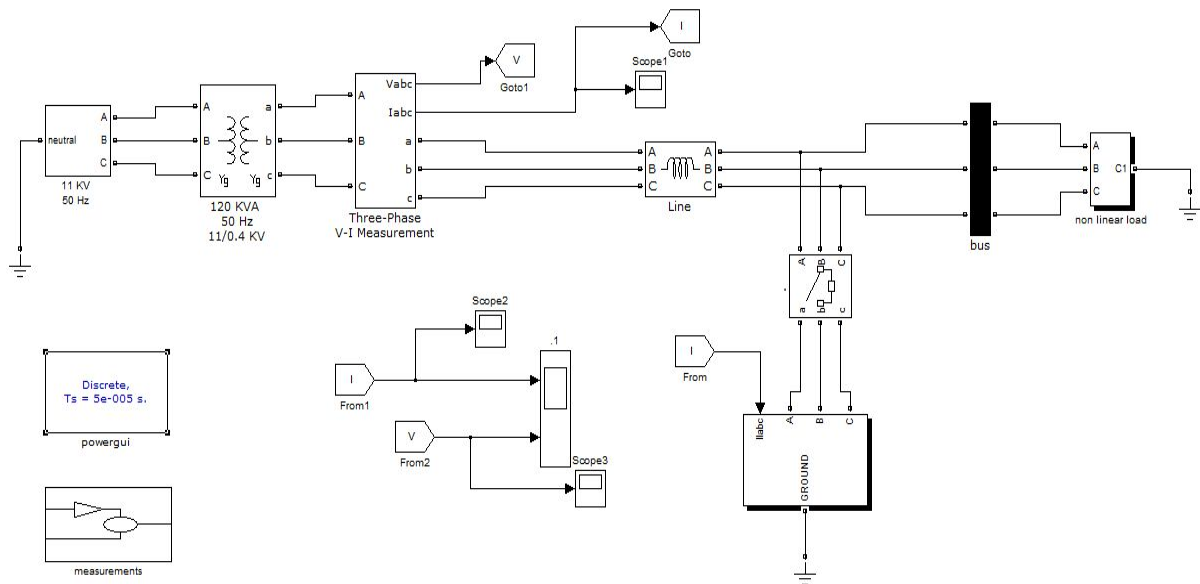 V
Goto1
I
Goto
Scope1
neutral
A
B
C
11 KV
50 Hz
A
B
C
a
b
c
Yg
Yg
120 KVA
50 Hz
11/0.4 KV
A
B
C
Vabc
Iabc
a
b
c
Three-Phase
V-I Measurement
A
B
C
A
B
C
Line
bus
A
B
C
C1
non linear load
A
B
C
a
b
c
Scope2
I
From1
.1
V
From2
Scope3
I
From
IIabc
A
B
C
GROUND
Discrete,
Ts = 5e-005 s.
powergui
measurements